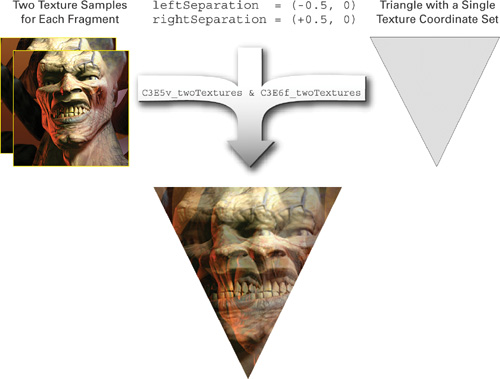 Two Texture Samples
for Each Fragment
leftSeparation = (-0.5, 0)
rightSeparation = (+0.5, 0)
Triangle with a Single
Texture Coordinate Set
C3E5v_twoTextures & C3E6f_twoTextures